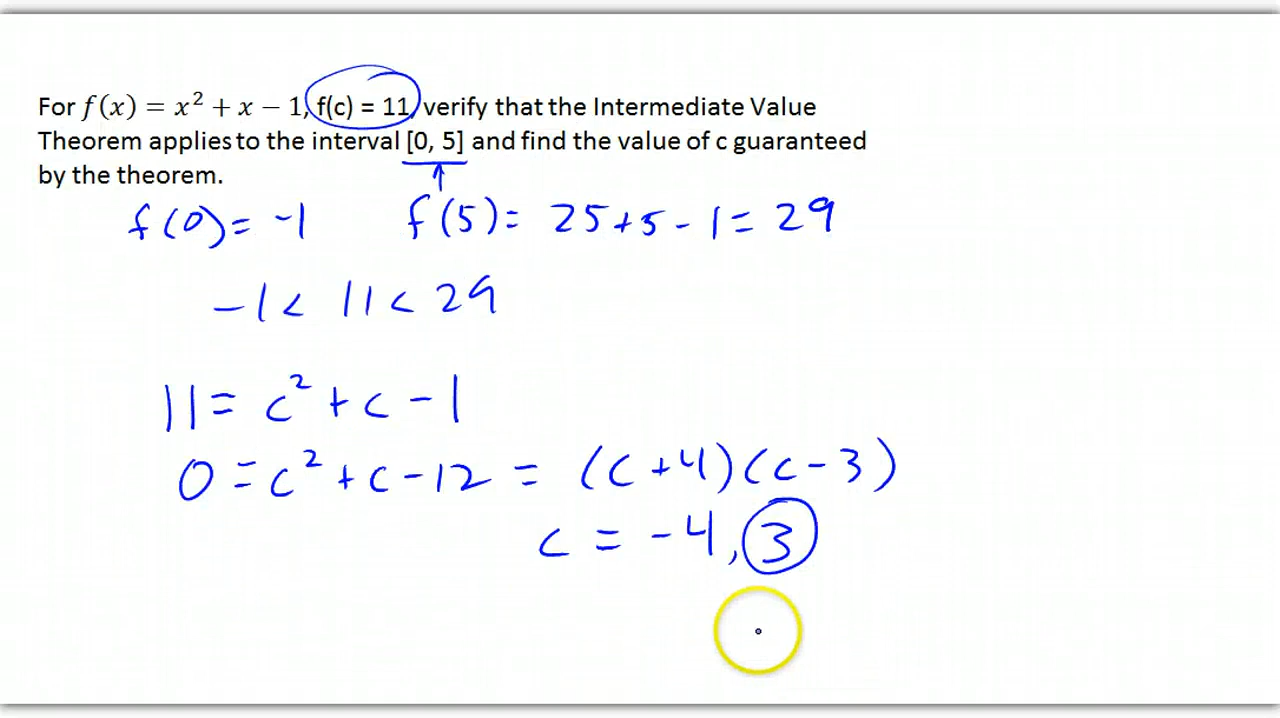 For f(x) = x² + x − 1, f(c) = 11, verify that the Intermediate Value
Theorem applies to the interval [0, 5] and find the value of c guaranteed
by the theorem.
f(0) = -1 f(5) = 25+5-1 = 29
-1 < 11 < 29
11 = c² + c - 1
0 = c² + c - 12 = (c+4)(c-3)
c = -4, 3